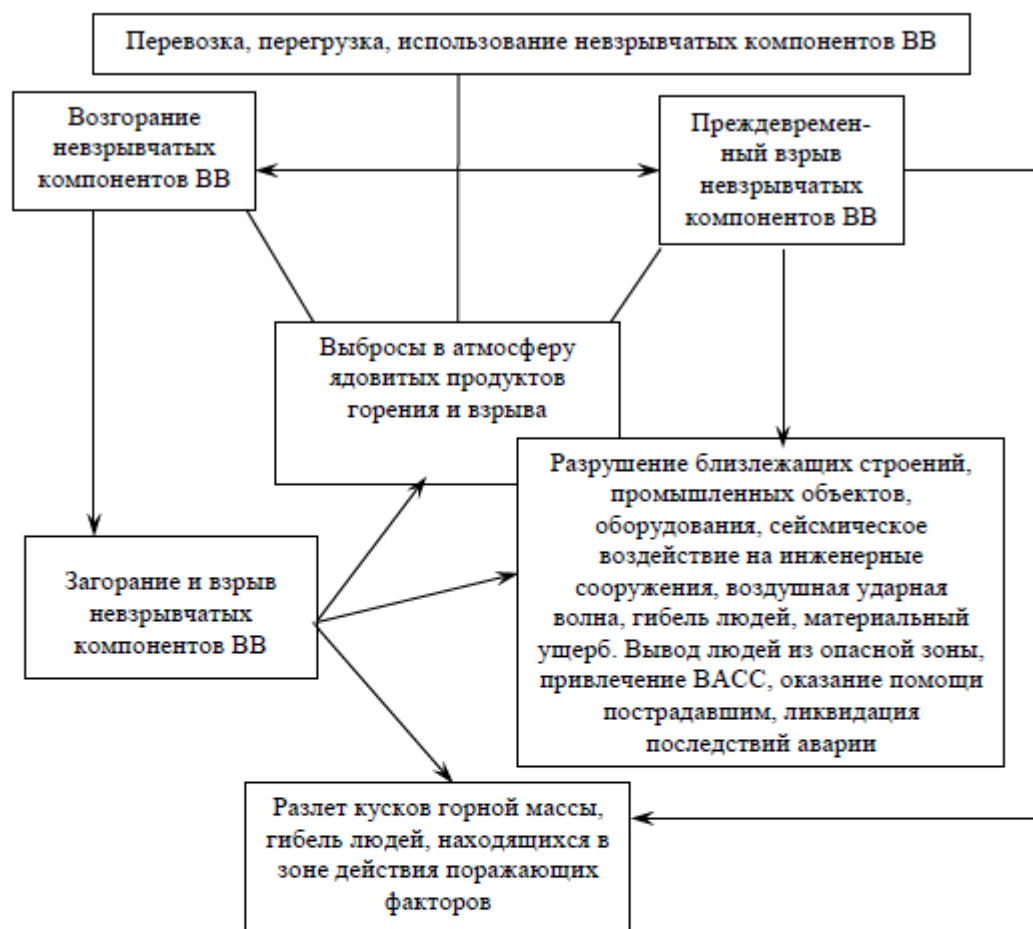 Перевозка, перегрузка, использование невзрывчатых компонентов ВВ
Возгорание
невзрывчатых
компонентов ВВ
Преждевремен-
ный взрыв
невзрывчатых
компонентов ВВ
Выбросы в атмосферу
ядовитых продуктов
горения и взрыва
Разрушение близлежащих строений,
промышленных объектов,
оборудования, сейсмическое
воздействие на инженерные
сооружения, воздушная ударная
волна, гибель людей, материальный
ущерб. Вывод людей из опасной зоны,
привлечение ВАСС, оказание помощи
пострадавшим, ликвидация
последствий аварии
Загорание и взрыв
невзрывчатых
компонентов ВВ
Разлет кусков горной массы,
гибель людей, находящихся в
зоне действия поражающих
факторов